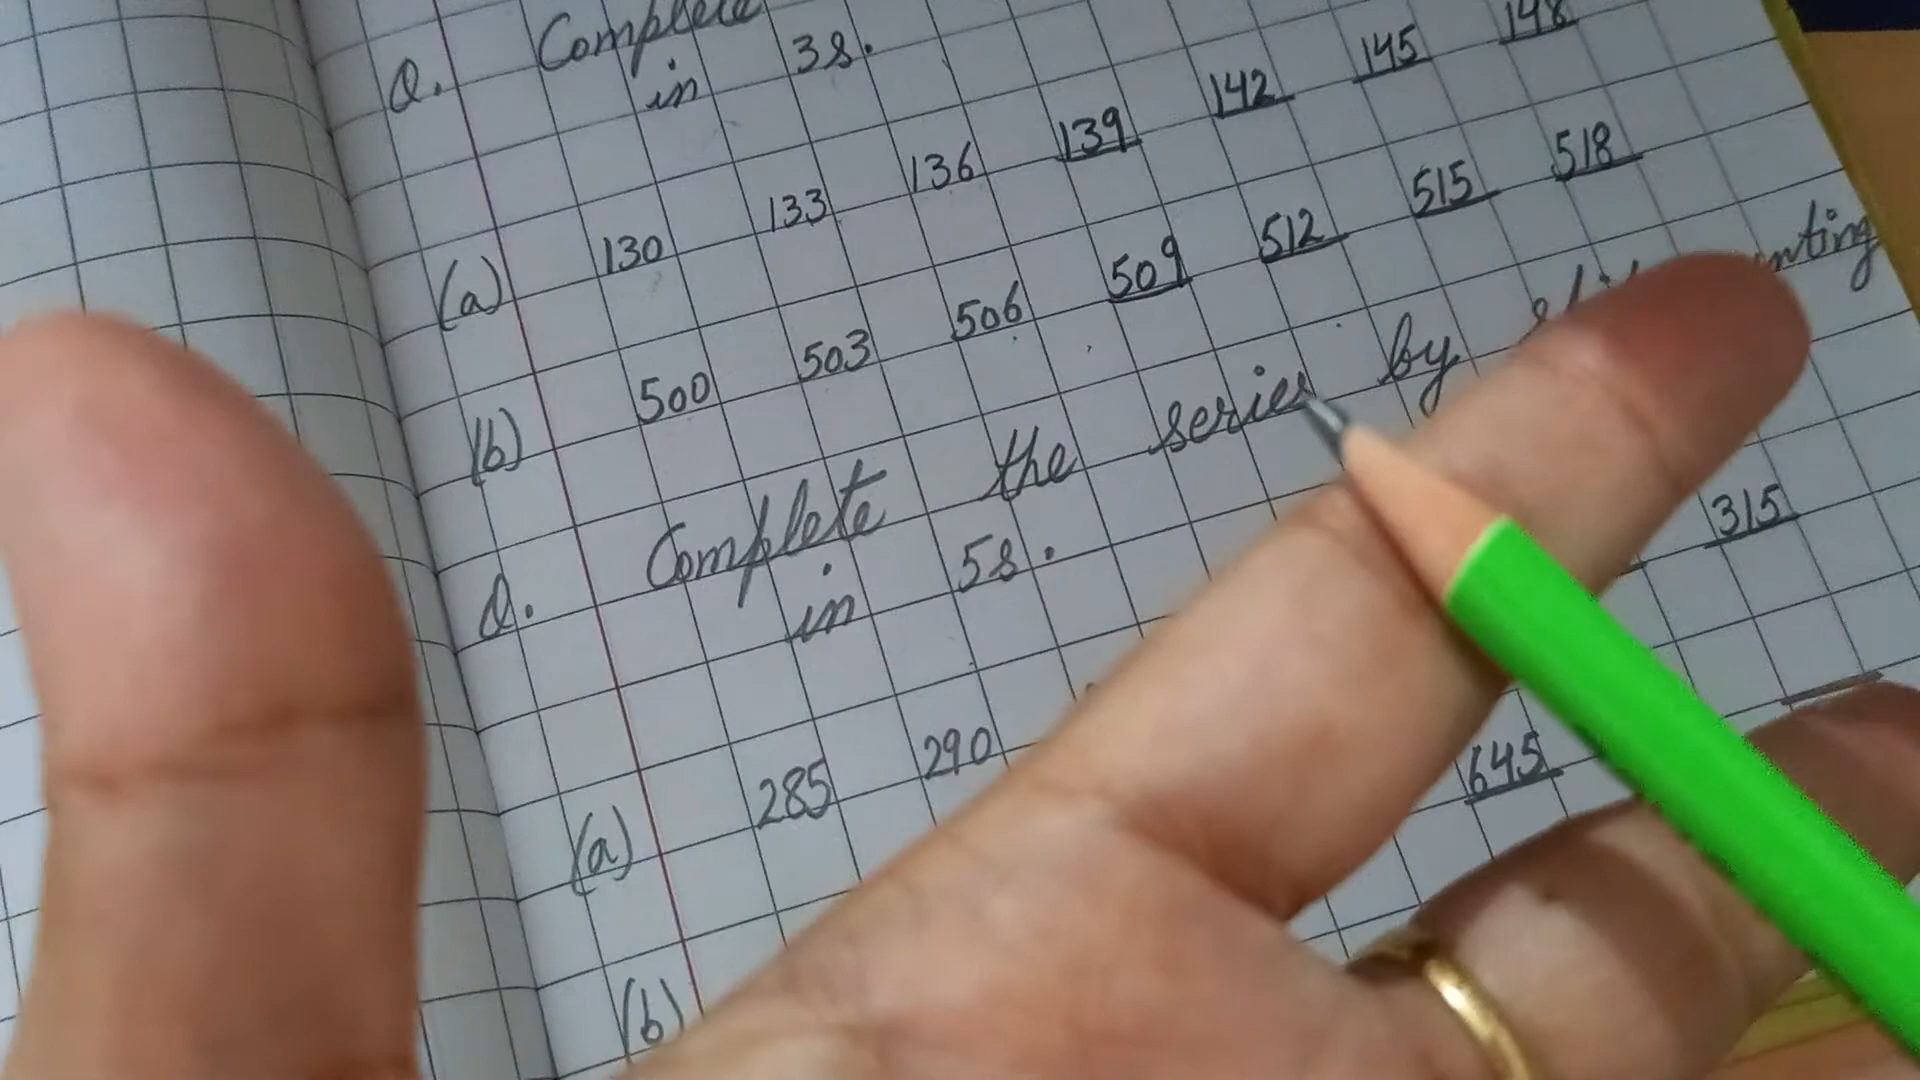 Q. Complete
in 3s.
(a) 130 133 136 139 142 145 148
(b) 500 503 506 509 512 515 518
Q. Complete the series by
in 5s.
(a) 285 290 315
(b) 645